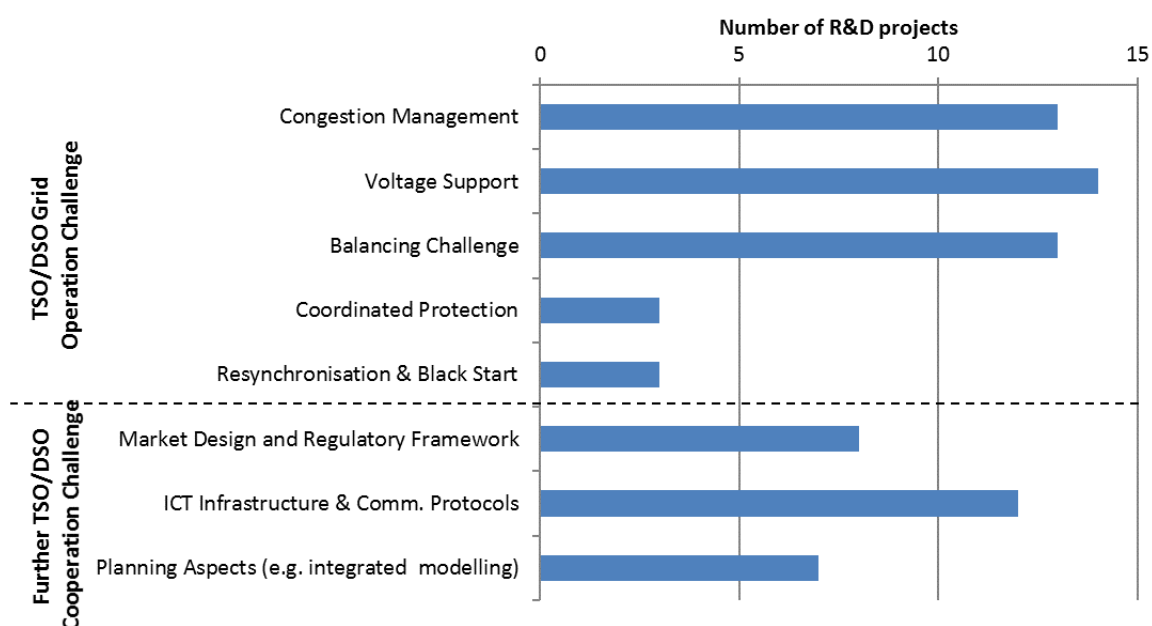 Number of R&D projects
0 5 10 15
TSO/DSO Grid
Operation Challenge
Congestion Management
Voltage Support
Balancing Challenge
Coordinated Protection
Resynchronisation & Black Start
Further TSO/DSO
Cooperation Challenge
Market Design and Regulatory Framework
ICT Infrastructure & Comm. Protocols
Planning Aspects (e.g. integrated modelling)